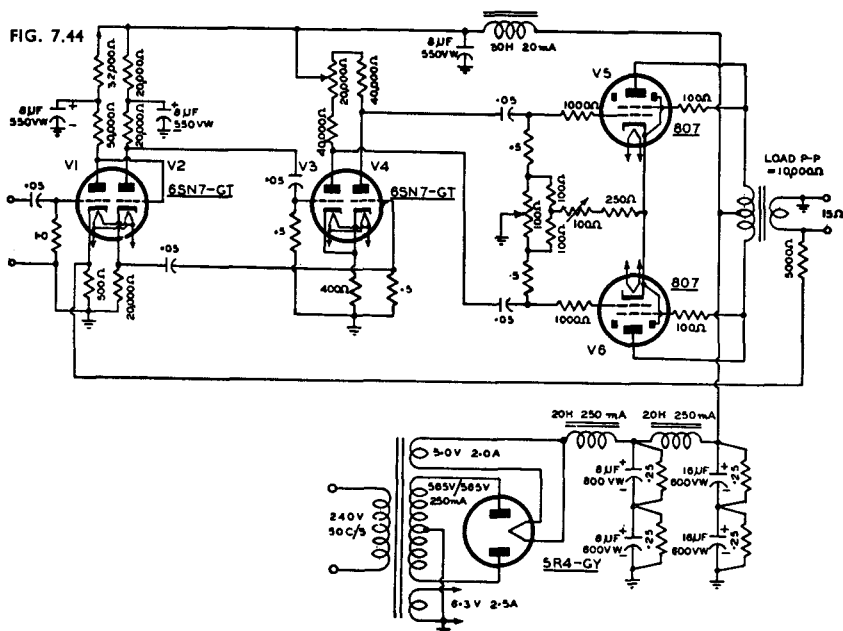 FIG. 7.44
8μF
550VW
30H 20mA
32,000Ω
20,000Ω
8μF
550VW
50,000Ω
20,000Ω
8μF
550VW
V1
V2
6SN7-GT
·05
1·0
500Ω
20,000Ω
·05
·05
·5
20,000Ω
40,000Ω
40,000Ω
V3
V4
6SN7-GT
400Ω
·5
·05
1000Ω
V5
100Ω
807
·5
100Ω
100Ω
100Ω
100Ω
250Ω
·5
·05
1000Ω
807
100Ω
V6
LOAD P-P
= 10,000Ω
15Ω
5000Ω
20H 250mA
20H 250mA
5·0V 2·0A
565V/565V
250mA
240V
50C/S
8μF
800VW
·25
16μF
600VW
·25
8μF
600VW
·25
16μF
600VW
·25
5R4-GY
6·3V 2·5A